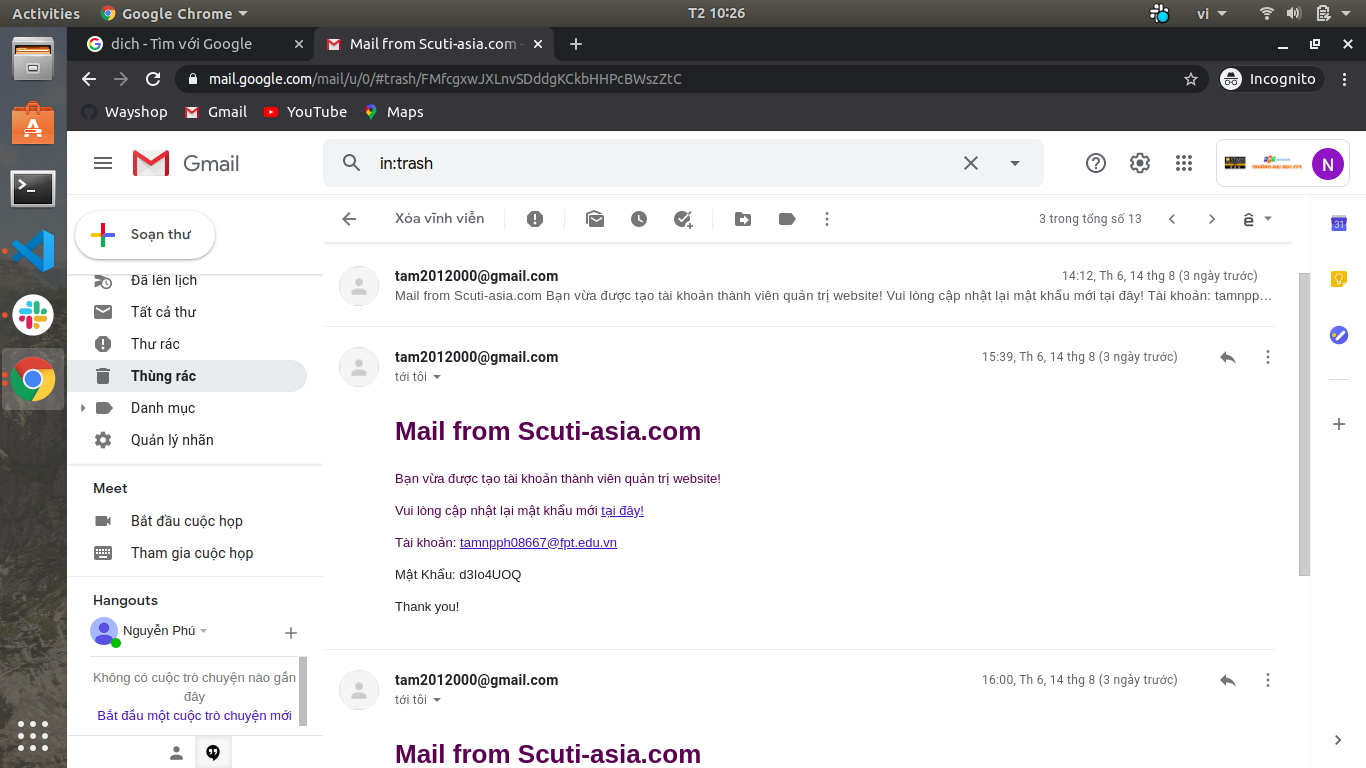 Activities Google Chrome T2 10:26 vi
dich - Tìm với Google Mail from Scuti-asia.com -
mail.google.com/mail/u/0/#trash/FMfcgxwJXLnvSDddgKCkbHHPcBWszZtC Incognito
Wayshop Gmail YouTube Maps
Gmail in:trash N
Soạn thư
Xóa vĩnh viễn 3 trong tổng số 13 ê
Đã lên lịch
Tất cả thư
Thư rác
Thùng rác
Danh mục
Quản lý nhãn
Meet
Bắt đầu cuộc họp
Tham gia cuộc họp
Hangouts
Nguyễn Phú
Không có cuộc trò chuyện nào gần
đây
Bắt đầu một cuộc trò chuyện mới
tam2012000@gmail.com 14:12, Th 6, 14 thg 8 (3 ngày trước)
Mail from Scuti-asia.com Bạn vừa được tạo tài khoản thành viên quản trị website! Vui lòng cập nhật lại mật khẩu mới tại đây! Tài khoản: tamnpp…
tam2012000@gmail.com 15:39, Th 6, 14 thg 8 (3 ngày trước)
tới tôi
Mail from Scuti-asia.com
Bạn vừa được tạo tài khoản thành viên quản trị website!
Vui lòng cập nhật lại mật khẩu mới tại đây!
Tài khoản: tamnpph08667@fpt.edu.vn
Mật Khẩu: d3Io4UOQ
Thank you!
tam2012000@gmail.com 16:00, Th 6, 14 thg 8 (3 ngày trước)
tới tôi
Mail from Scuti-asia.com
31